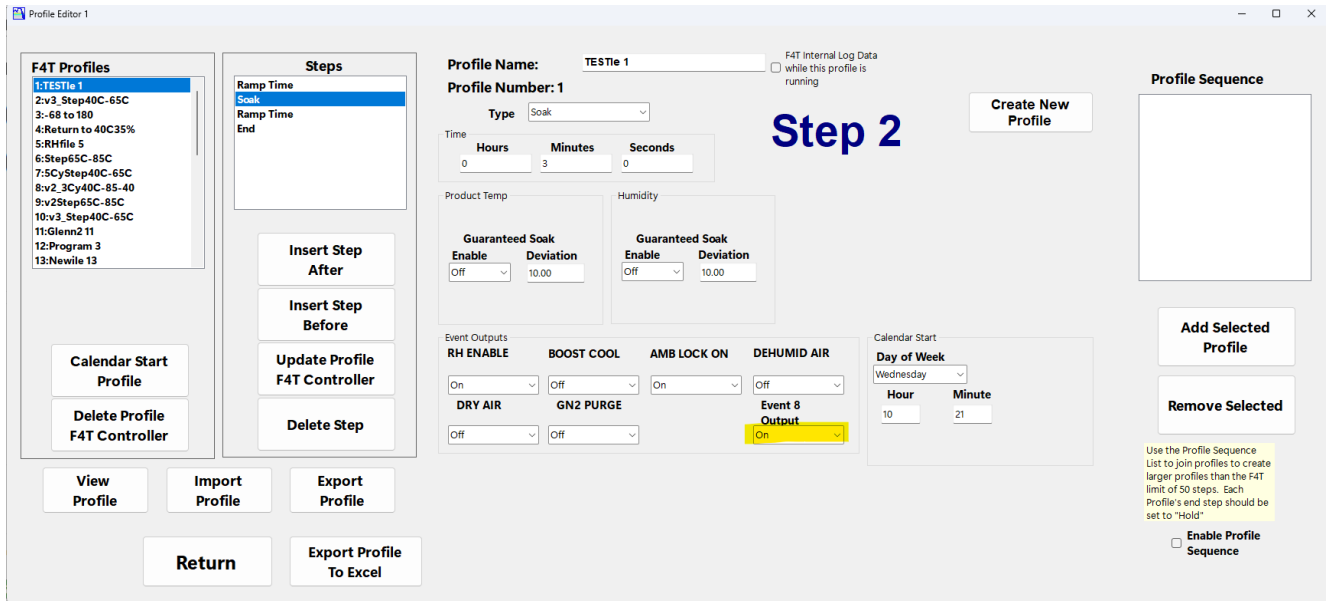 Profile Editor 1
F4T Profiles
1:TESTIe 1
2:v3_Step40C-65C
3:-68 to 180
4:Return to 40C35%
5:RHfile 5
6:Step65C-85C
7:5CyStep40C-65C
8:v2_3Cy40C-85-40
9:v2Step65C-85C
10:v3_Step40C-65C
11:Glenn2 11
12:Program 3
13:Newile 13
Calendar Start
Profile
Delete Profile
F4T Controller
Steps
Ramp Time
Soak
Ramp Time
End
Insert Step
After
Insert Step
Before
Update Profile
F4T Controller
Delete Step
View
Profile
Import
Profile
Export
Profile
Return
Export Profile
To Excel
Profile Name:
TESTIe 1
F4T Internal Log Data
while this profile is
running
Profile Number: 1
Type
Soak
Step 2
Create New
Profile
Time
Hours
Minutes
Seconds
0
3
0
Product Temp
Guaranteed Soak
Enable
Deviation
Off
10.00
Humidity
Guaranteed Soak
Enable
Deviation
Off
10.00
Event Outputs
RH ENABLE
BOOST COOL
AMB LOCK ON
DEHUMID AIR
On
Off
On
Off
DRY AIR
GN2 PURGE
Event 8
Output
Off
Off
On
Calendar Start
Day of Week
Wednesday
Hour
Minute
10
21
Profile Sequence
Add Selected
Profile
Remove Selected
Use the Profile Sequence
List to join profiles to create
larger profiles than the F4T
limit of 50 steps. Each
Profile's end step should be
set to "Hold"
Enable Profile
Sequence